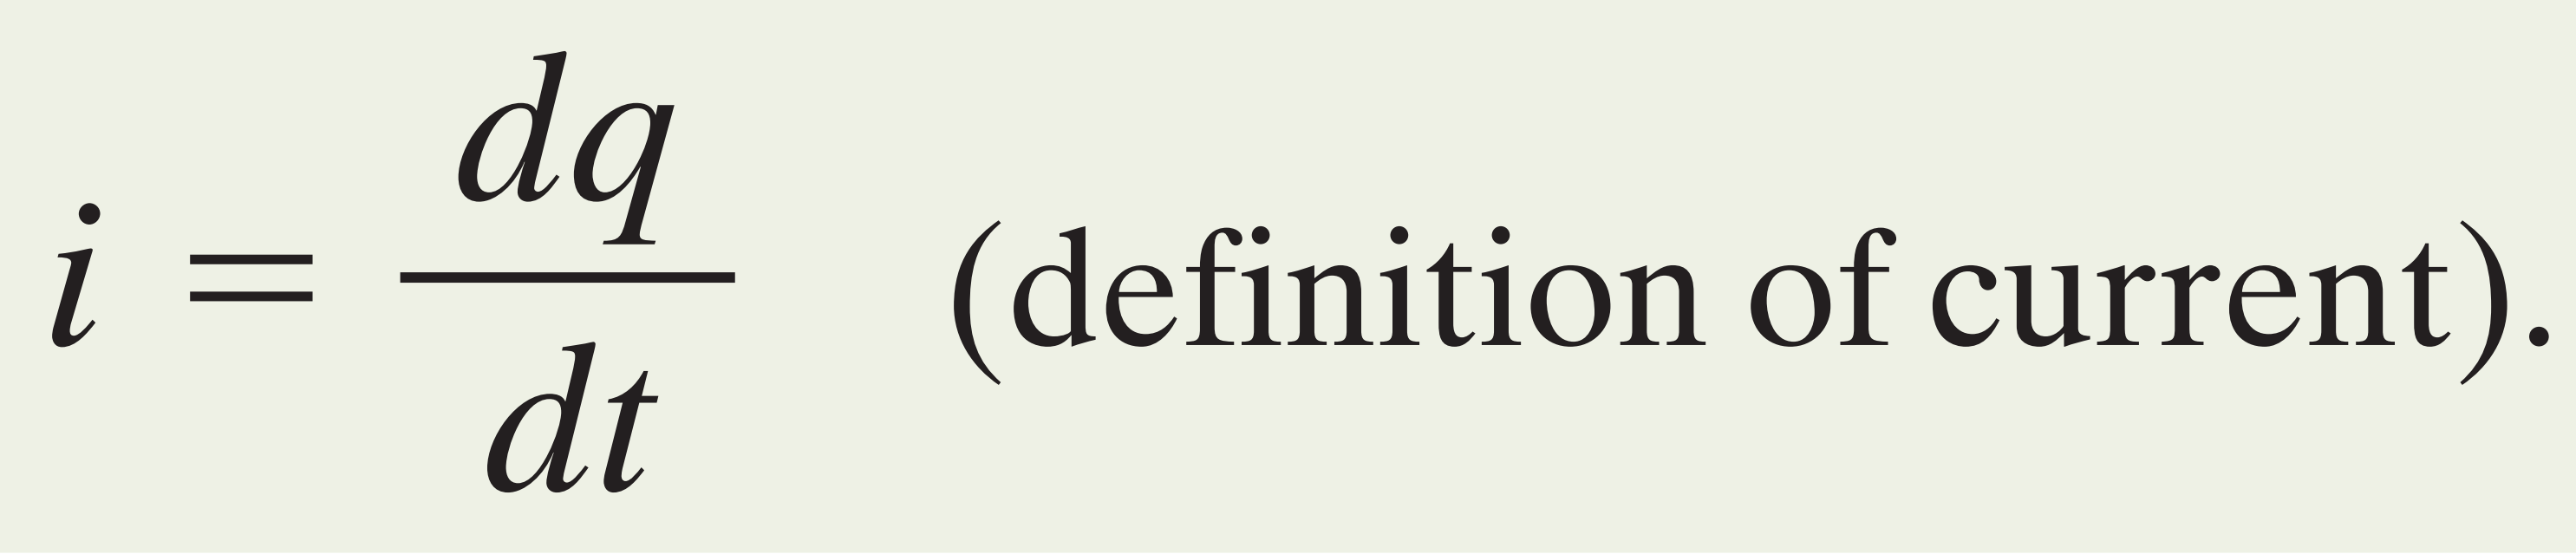 i = dq/dt (definition of current).